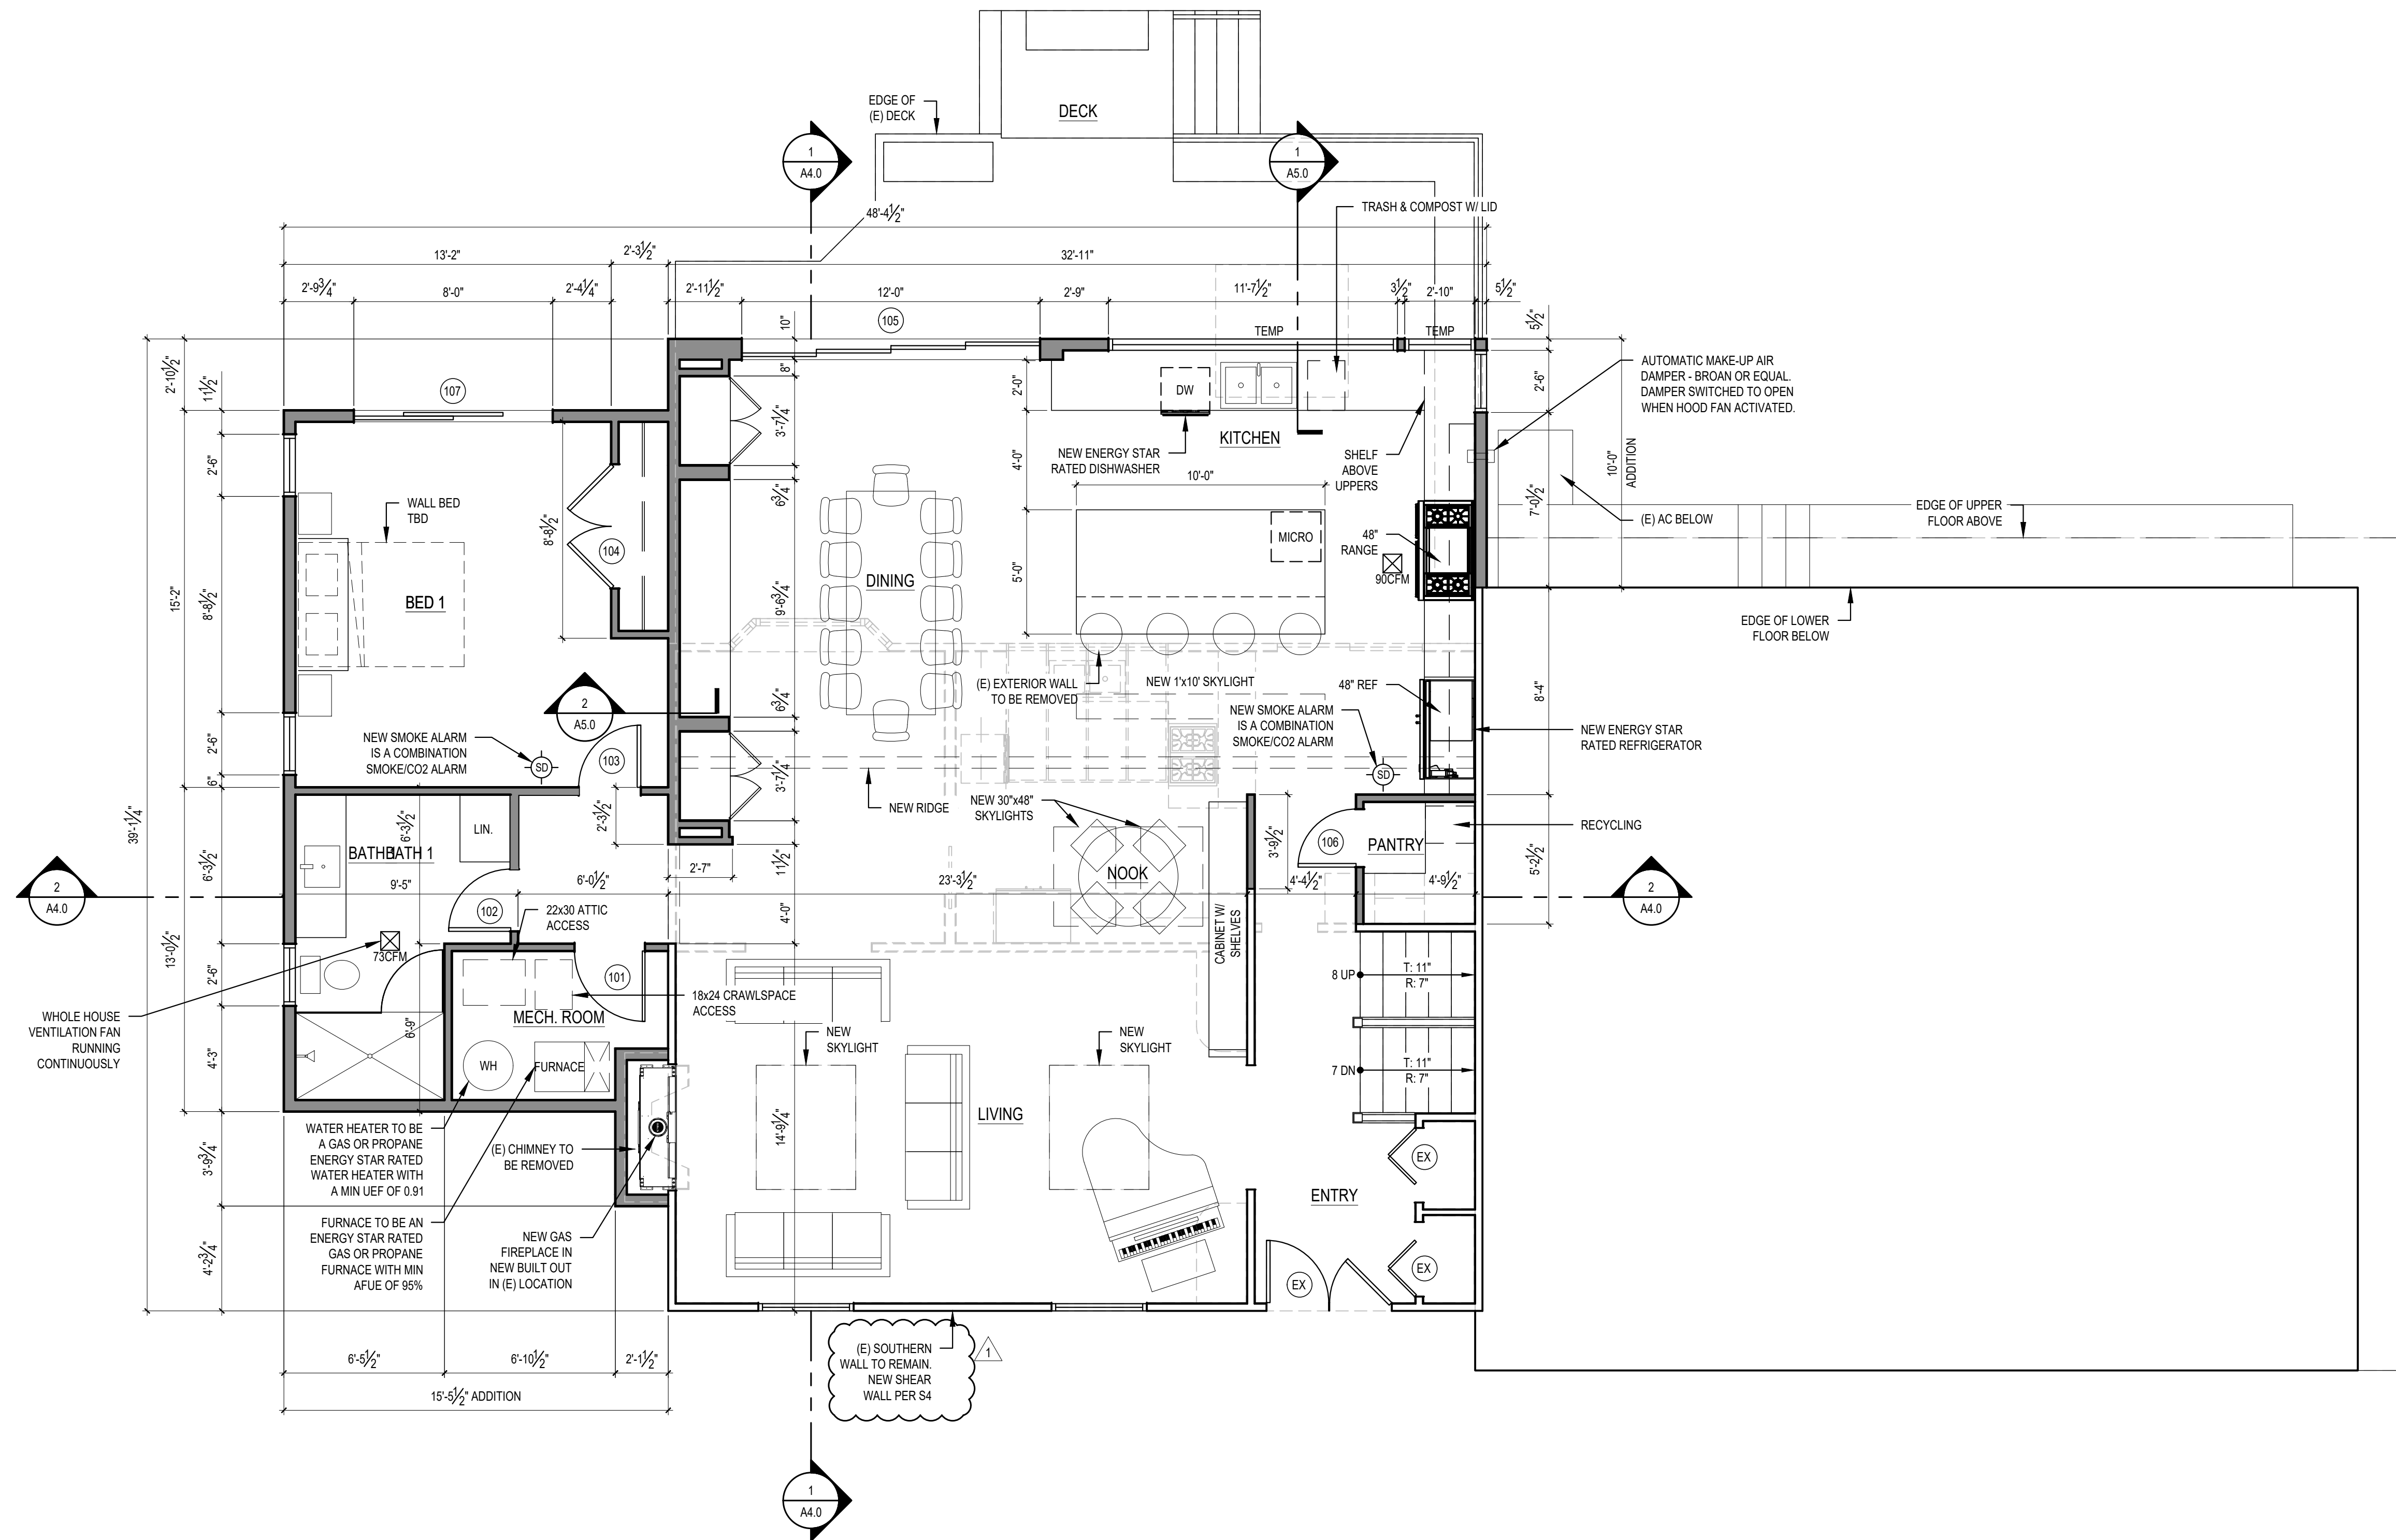 DECK
EDGE OF
(E) DECK
1
A4.0
1
A5.0
TRASH & COMPOST W/ LID
48'-4 1/2"
13'-2"
2'-3 1/2"
32'-11"
2'-9 3/4"
8'-0"
2'-4 1/4"
2'-11 1/2"
12'-0"
2'-9"
11'-7 1/2"
3 1/2"
2'-10"
5 1/2"
105
10"
TEMP
TEMP
5 1/2"
2'-10 1/2"
11 1/2"
107
8"
2'-0"
DW
2'-6"
AUTOMATIC MAKE-UP AIR
DAMPER - BROAN OR EQUAL.
DAMPER SWITCHED TO OPEN
WHEN HOOD FAN ACTIVATED.
3'-7 1/4"
KITCHEN
NEW ENERGY STAR
RATED DISHWASHER
SHELF
ABOVE
UPPERS
4'-0"
10'-0"
10'-0"
ADDITION
2'-6"
6 3/4"
7'-0 1/2"
WALL BED
TBD
8'-8 1/2"
104
(E) AC BELOW
EDGE OF UPPER
FLOOR ABOVE
MICRO
48"
RANGE
90CFM
5'-0"
DINING
15'-2"
8'-8 1/2"
BED 1
9'-6 3/4"
EDGE OF LOWER
FLOOR BELOW
(E) EXTERIOR WALL
TO BE REMOVED
NEW 1'x10' SKYLIGHT
48" REF
8'-4"
2
A5.0
6 3/4"
NEW SMOKE ALARM
IS A COMBINATION
SMOKE/CO2 ALARM
SD
NEW SMOKE ALARM
IS A COMBINATION
SMOKE/CO2 ALARM
SD
NEW ENERGY STAR
RATED REFRIGERATOR
2'-6"
6"
103
3'-7 1/4"
NEW RIDGE
NEW 30"x48"
SKYLIGHTS
39'-1 1/4"
2'-3 1/2"
LIN.
6'-3 1/2"
6'-3 1/2"
BATH
BATH 1
106
PANTRY
RECYCLING
3'-9 1/2"
5'-2 1/2"
11 1/2"
2'-7"
NOOK
2
A4.0
9'-5"
6'-0 1/2"
23'-3 1/2"
4'-4 1/2"
4'-9 1/2"
2
A4.0
102
22x30 ATTIC
ACCESS
4'-0"
CABINET W/
SHELVES
13'-0 1/2"
73CFM
2'-6"
101
8 UP
T: 11"
R: 7"
18x24 CRAWLSPACE
ACCESS
MECH. ROOM
WHOLE HOUSE
VENTILATION FAN
RUNNING
CONTINUOUSLY
6'-9"
4'-3"
NEW
SKYLIGHT
NEW
SKYLIGHT
WH
FURNACE
7 DN
T: 11"
R: 7"
LIVING
14'-9 1/4"
WATER HEATER TO BE
A GAS OR PROPANE
ENERGY STAR RATED
WATER HEATER WITH
A MIN UEF OF 0.91
(E) CHIMNEY TO
BE REMOVED
3'-9 3/4"
EX
ENTRY
FURNACE TO BE AN
ENERGY STAR RATED
GAS OR PROPANE
FURNACE WITH MIN
AFUE OF 95%
NEW GAS
FIREPLACE IN
NEW BUILT OUT
IN (E) LOCATION
4'-2 3/4"
EX
EX
6'-5 1/2"
6'-10 1/2"
2'-1 1/2"
15'-5 1/2" ADDITION
(E) SOUTHERN
WALL TO REMAIN.
NEW SHEAR
WALL PER S4
1
1
A4.0